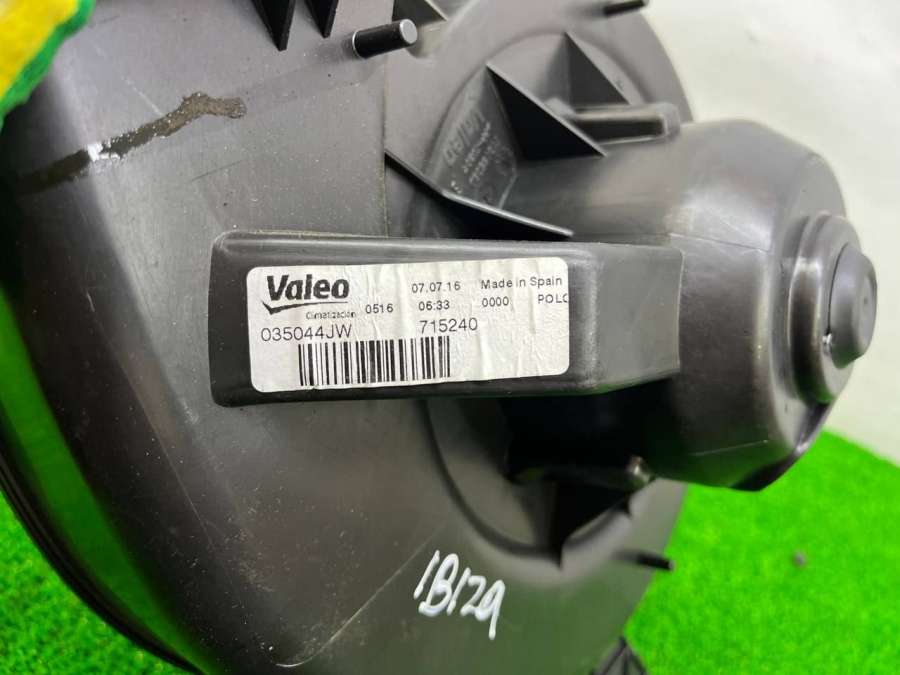 Valeo
Climatización
0516
07.07.16
06:33
Made in Spain
0000
POLO
035044JW
715240
IBIZA